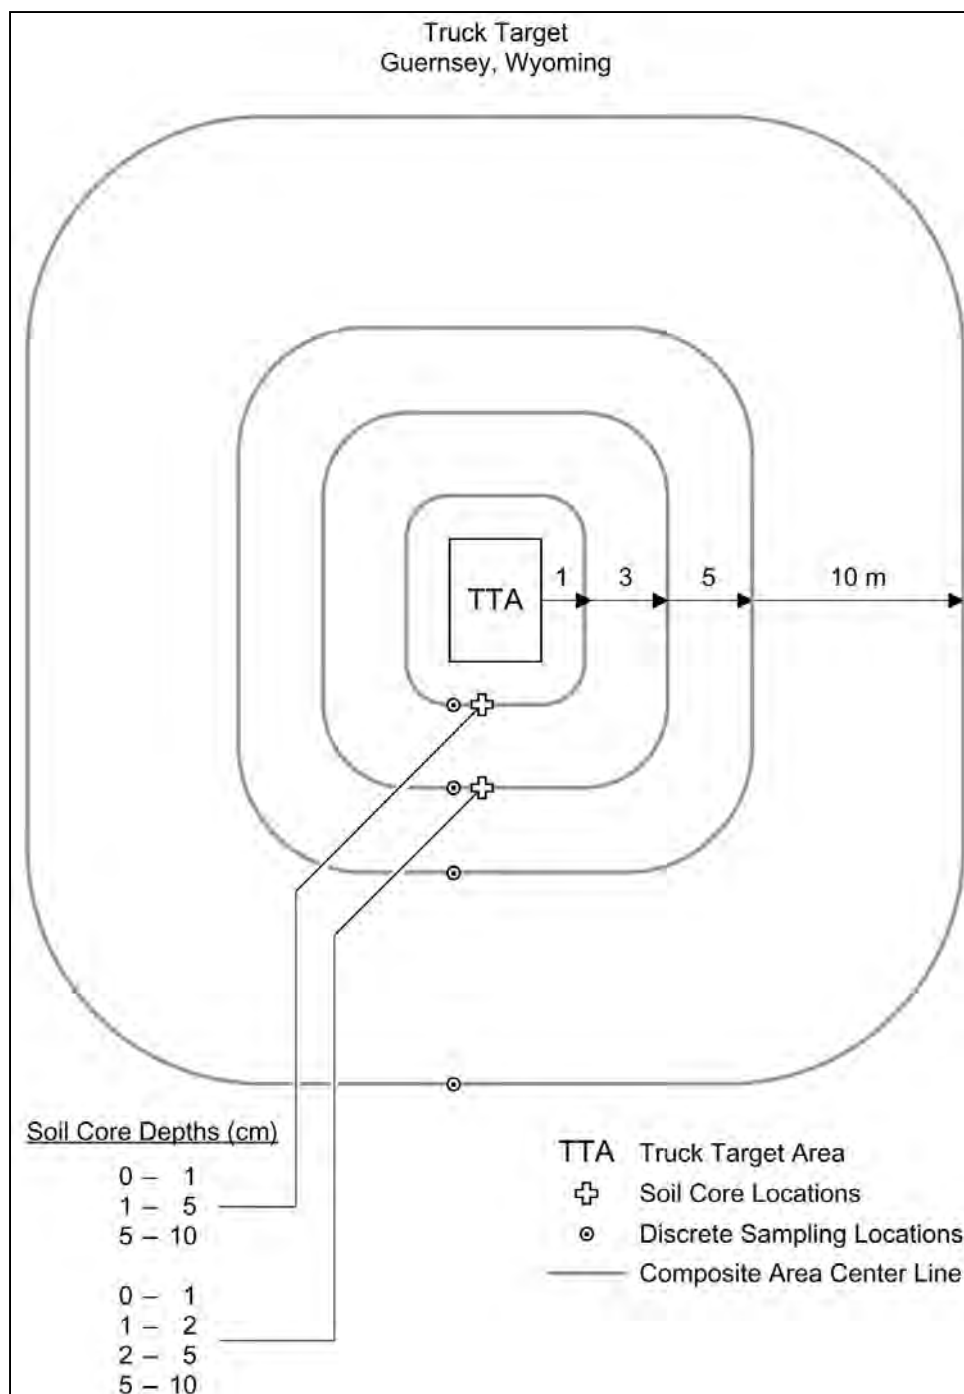 Truck Target
Guernsey, Wyoming
TTA
1 3 5 10 m
Soil Core Depths (cm)
0 – 1
1 – 5
5 – 10
0 – 1
1 – 2
2 – 5
5 – 10
TTA Truck Target Area
Soil Core Locations
Discrete Sampling Locations
Composite Area Center Line